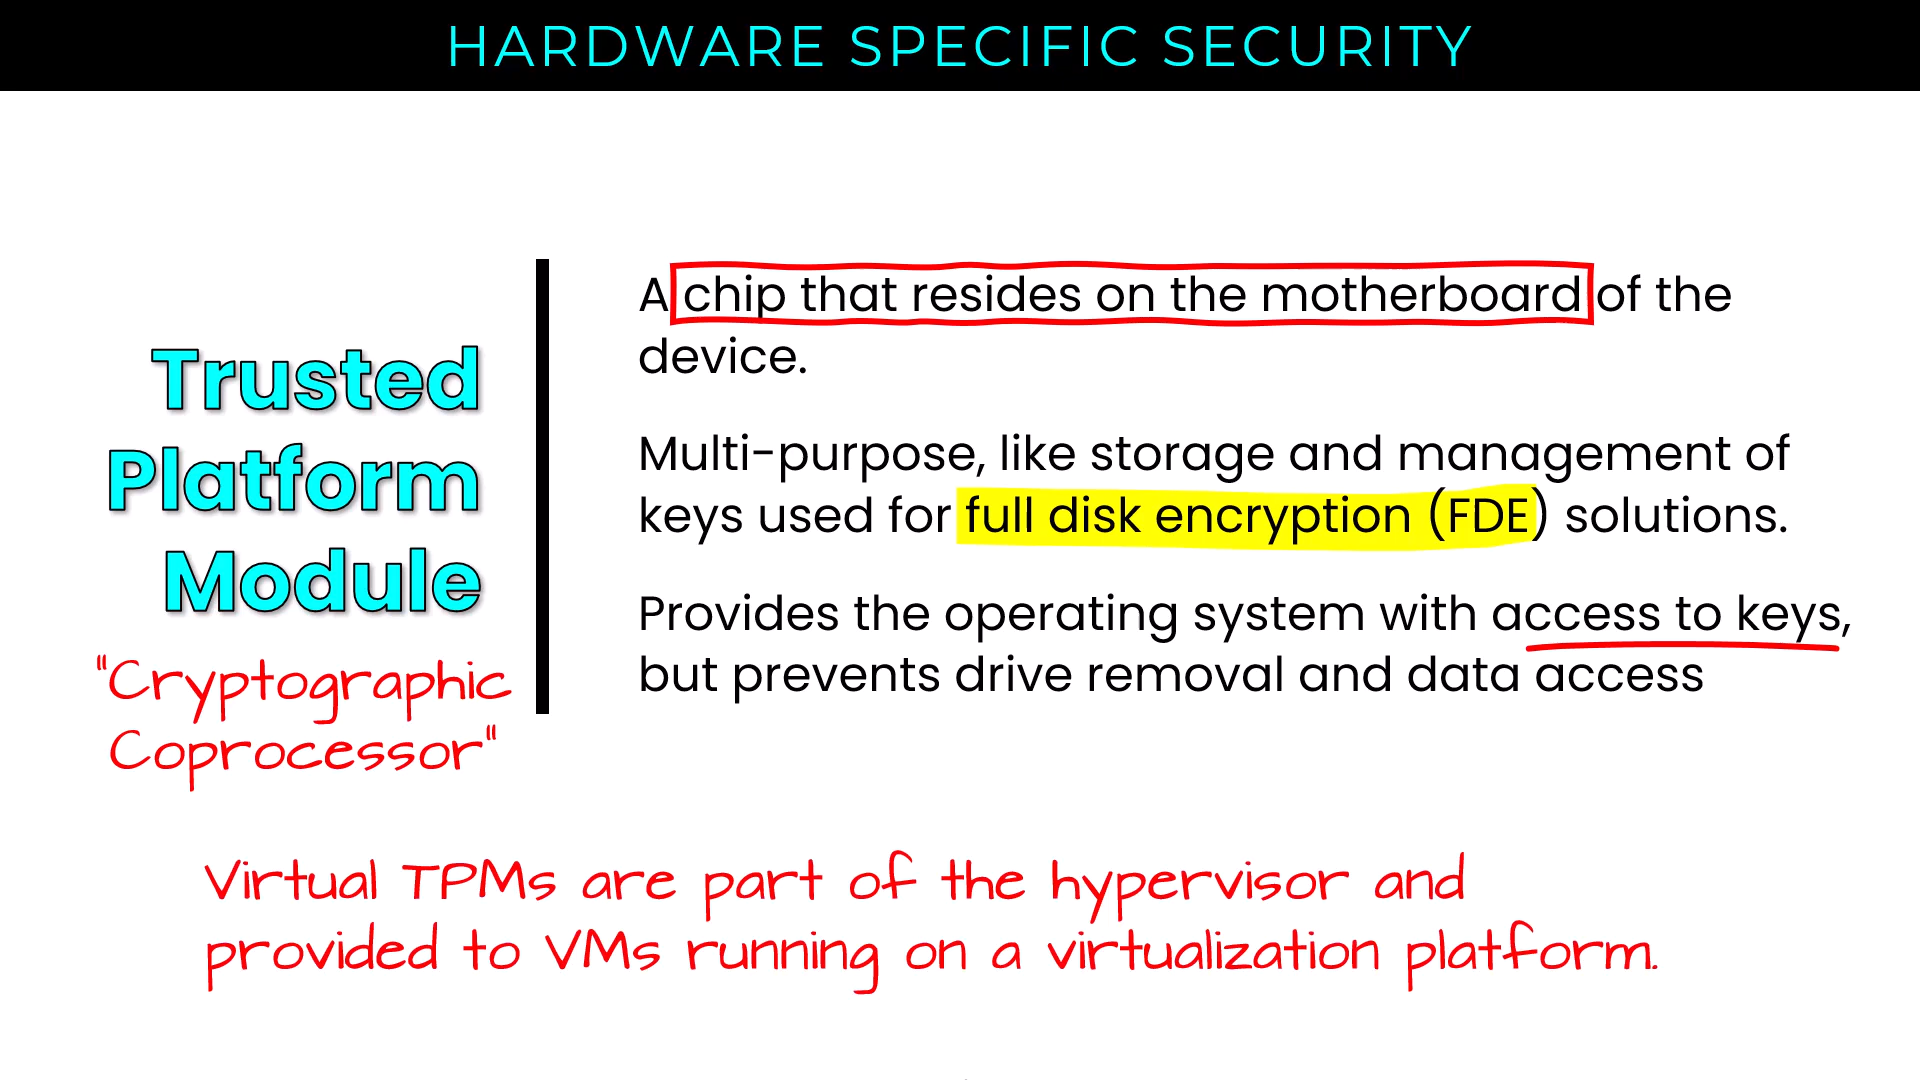 HARDWARE SPECIFIC SECURITY
Trusted
Platform
Module
"Cryptographic
Coprocessor"
A chip that resides on the motherboard of the
device.
Multi-purpose, like storage and management of
keys used for full disk encryption (FDE) solutions.
Provides the operating system with access to keys,
but prevents drive removal and data access
Virtual TPMs are part of the hypervisor and
provided to VMs running on a virtualization platform.